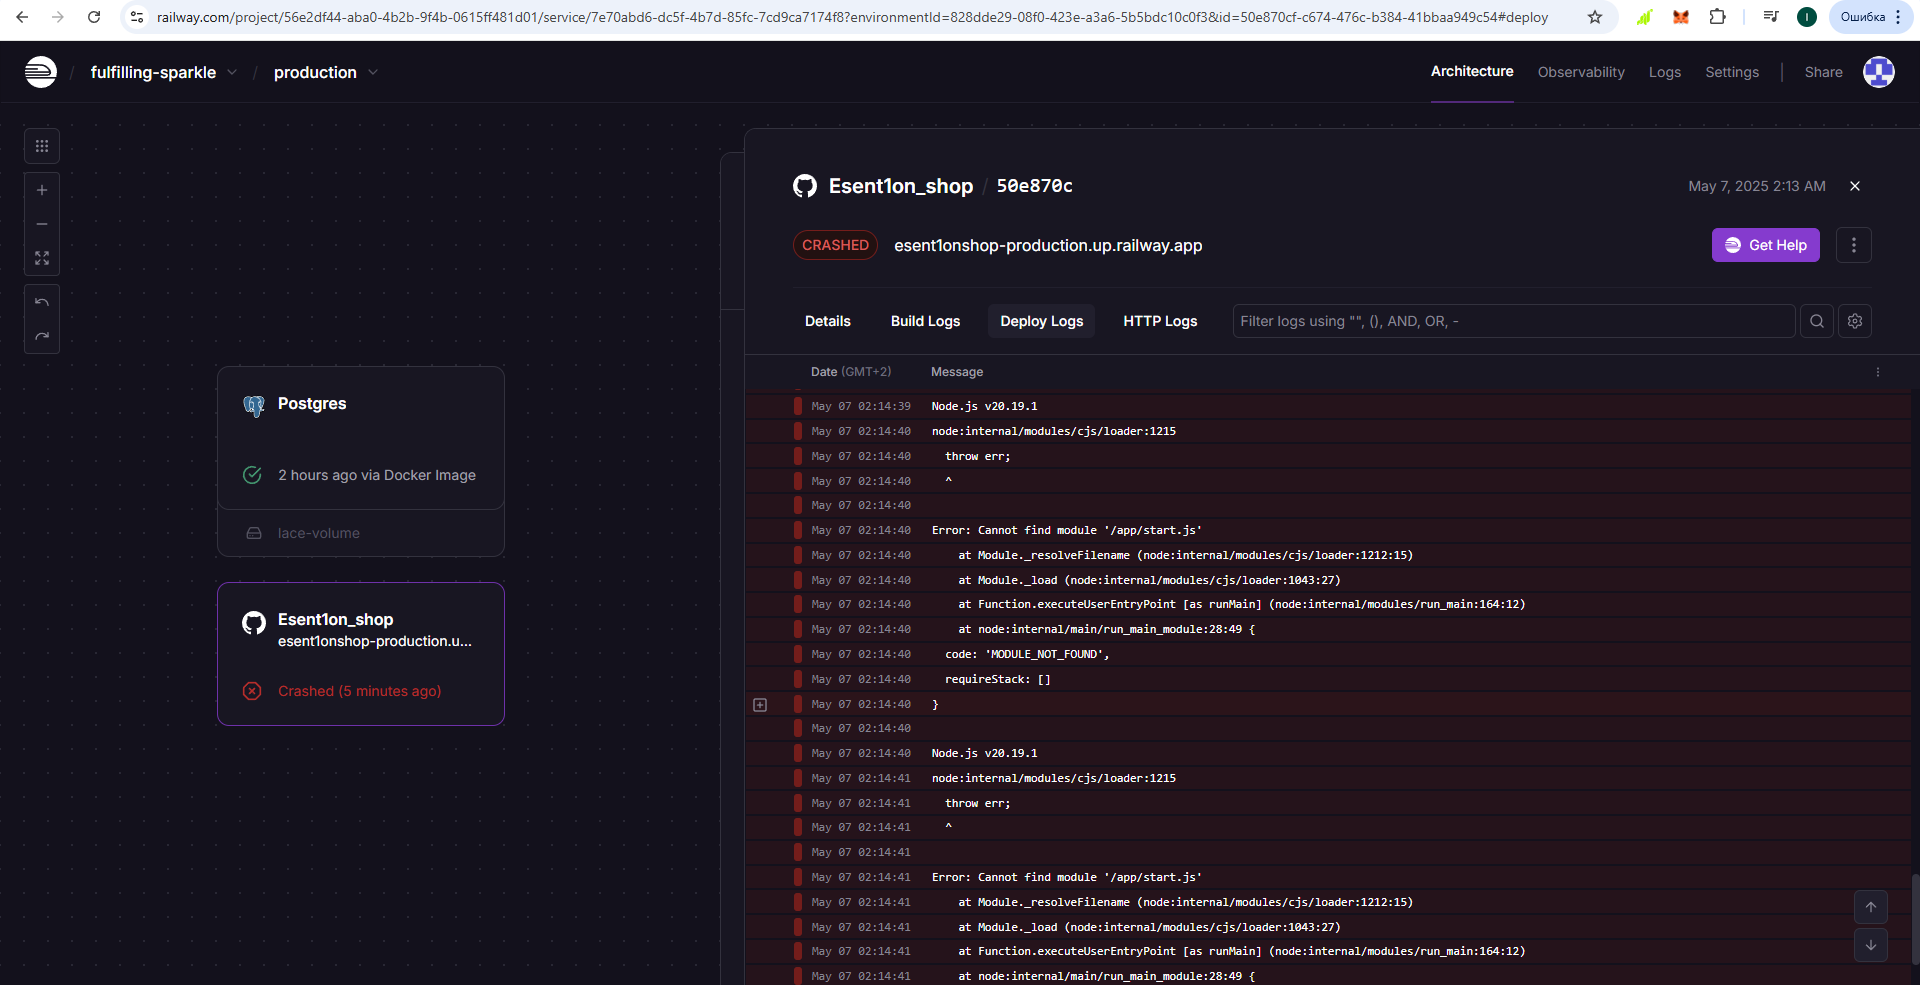 railway.com/project/56e2df44-aba0-4b2b-9f4b-0615ff481d01/service/7e70abd6-dc5f-4b7d-85fc-7cd9ca7174f8?environmentId=828dde29-08f0-423e-a3a6-5b5bdc10c0f3&id=50e870cf-c674-476c-b384-41bbaa949c54#deploy
I
Ошибка
/ fulfilling-sparkle / production
Architecture Observability Logs Settings | Share
Esent1on_shop / 50e870c
May 7, 2025 2:13 AM
CRASHED esent1onshop-production.up.railway.app
Get Help
Details Build Logs Deploy Logs HTTP Logs Filter logs using "", (), AND, OR, -
Date (GMT+2) Message
May 07 02:14:39 Node.js v20.19.1
May 07 02:14:40 node:internal/modules/cjs/loader:1215
May 07 02:14:40 throw err;
May 07 02:14:40 ^
May 07 02:14:40
May 07 02:14:40 Error: Cannot find module '/app/start.js'
May 07 02:14:40 at Module._resolveFilename (node:internal/modules/cjs/loader:1212:15)
May 07 02:14:40 at Module._load (node:internal/modules/cjs/loader:1043:27)
May 07 02:14:40 at Function.executeUserEntryPoint [as runMain] (node:internal/modules/run_main:164:12)
May 07 02:14:40 at node:internal/main/run_main_module:28:49 {
May 07 02:14:40 code: 'MODULE_NOT_FOUND',
May 07 02:14:40 requireStack: []
May 07 02:14:40 }
May 07 02:14:40
May 07 02:14:40 Node.js v20.19.1
May 07 02:14:41 node:internal/modules/cjs/loader:1215
May 07 02:14:41 throw err;
May 07 02:14:41 ^
May 07 02:14:41
May 07 02:14:41 Error: Cannot find module '/app/start.js'
May 07 02:14:41 at Module._resolveFilename (node:internal/modules/cjs/loader:1212:15)
May 07 02:14:41 at Module._load (node:internal/modules/cjs/loader:1043:27)
May 07 02:14:41 at Function.executeUserEntryPoint [as runMain] (node:internal/modules/run_main:164:12)
May 07 02:14:41 at node:internal/main/run_main_module:28:49 {
Postgres
2 hours ago via Docker Image
lace-volume
Esent1on_shop
esent1onshop-production.u...
Crashed (5 minutes ago)